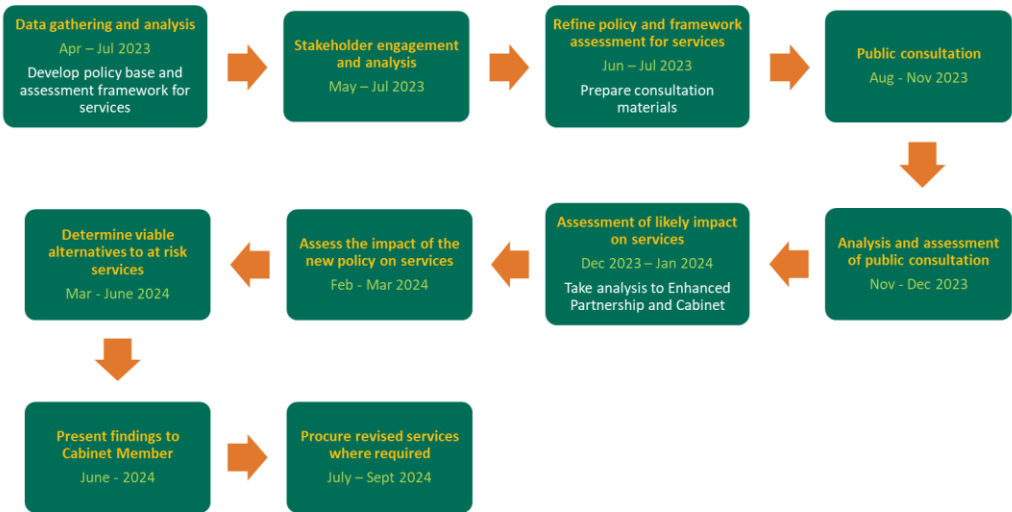 Data gathering and analysis
Apr – Jul 2023
Develop policy base and
assessment framework for
services
Stakeholder engagement
and analysis
May – Jul 2023
Refine policy and framework
assessment for services
Jun – Jul 2023
Prepare consultation
materials
Public consultation
Aug - Nov 2023
Analysis and assessment
of public consultation
Nov - Dec 2023
Assessment of likely impact
on services
Dec 2023 – Jan 2024
Take analysis to Enhanced
Partnership and Cabinet
Assess the impact of the
new policy on services
Feb - Mar 2024
Determine viable
alternatives to at risk
services
Mar - June 2024
Present findings to
Cabinet Member
June - 2024
Procure revised services
where required
July – Sept 2024